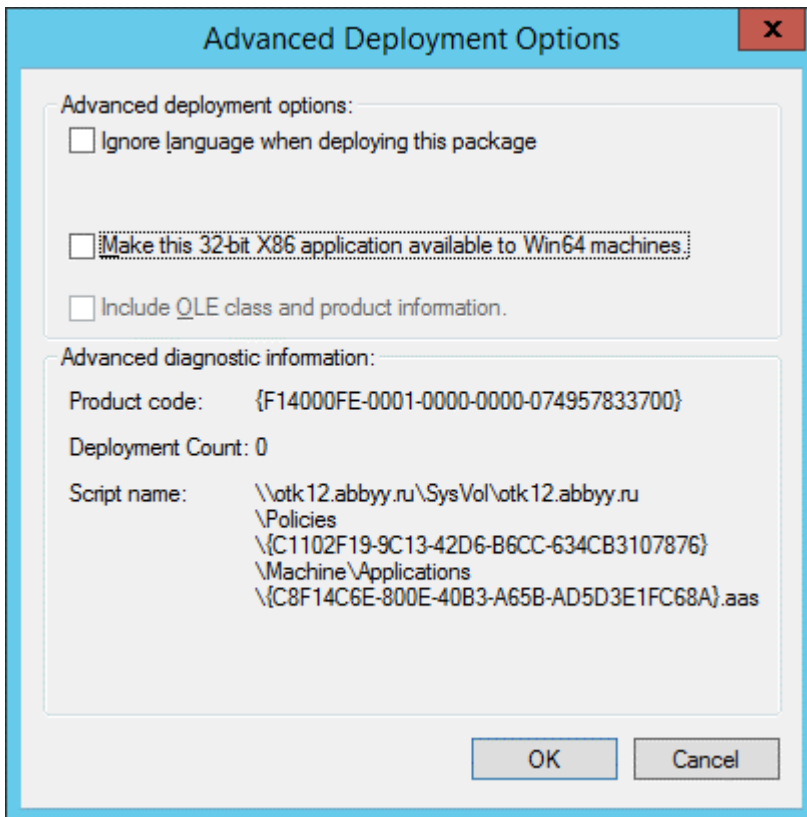 Advanced Deployment Options
x
Advanced deployment options:
Ignore language when deploying this package
Make this 32-bit X86 application available to Win64 machines.
Include OLE class and product information.
Advanced diagnostic information:
Product code: {F14000FE-0001-0000-0000-074957833700}
Deployment Count: 0
Script name: \\otk12.abbyy.ru\SysVol\otk12.abbyy.ru
\Policies
\{C1102F19-9C13-42D6-B6CC-634CB3107876}
\Machine\Applications
\{C8F14C6E-800E-40B3-A65B-AD5D3E1FC68A}.aas
OK Cancel